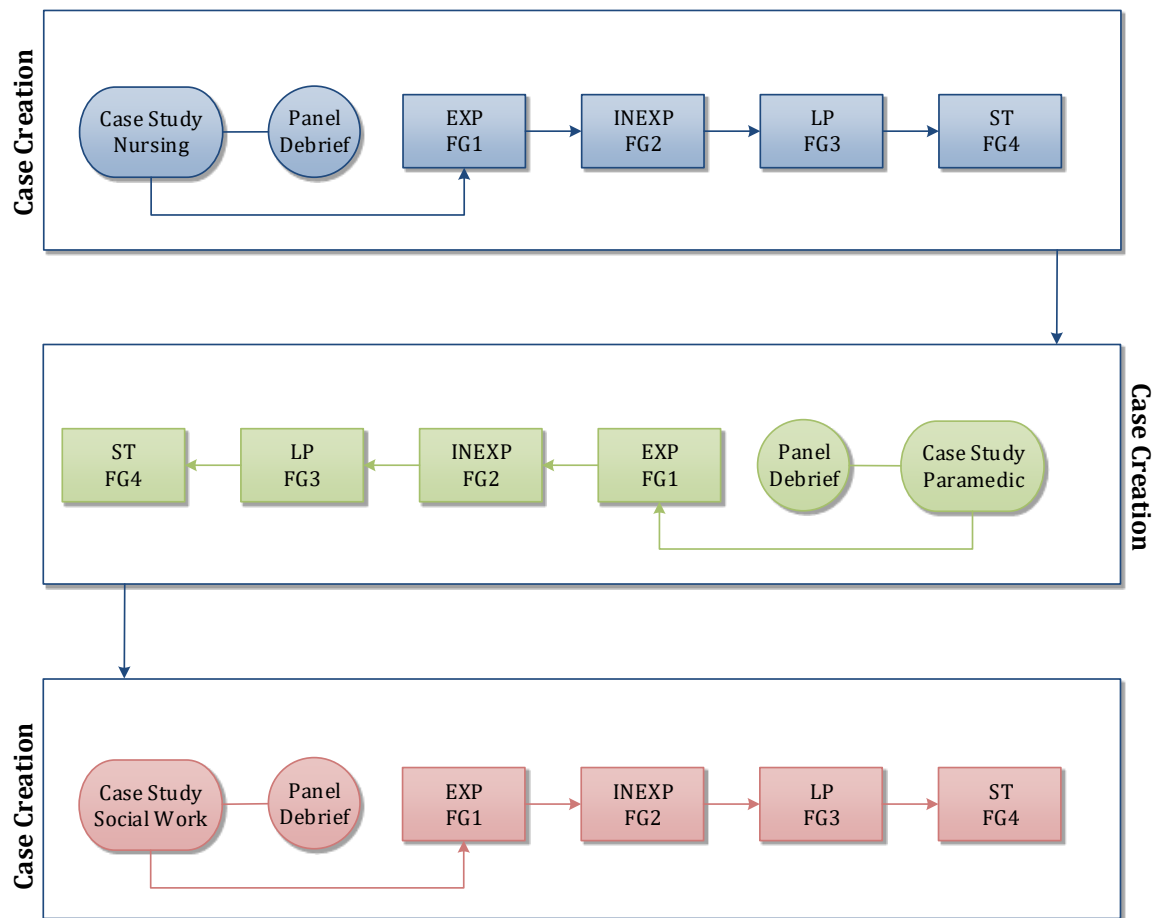 Case Creation
Case Study
Nursing
Panel
Debrief
EXP
FG1
INEXP
FG2
LP
FG3
ST
FG4
ST
FG4
LP
FG3
INEXP
FG2
EXP
FG1
Panel
Debrief
Case Study
Paramedic
Case Creation
Case Creation
Case Study
Social Work
Panel
Debrief
EXP
FG1
INEXP
FG2
LP
FG3
ST
FG4